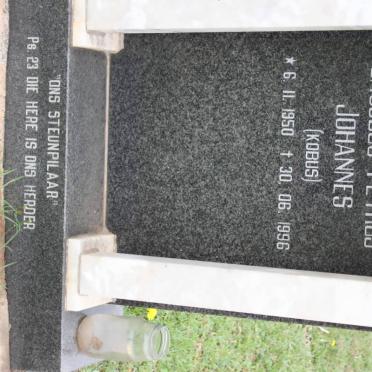 JOHANNES
(KOBUS)
★ 6. 11. 1950 † 30. 06. 1996
"ONS STEUNPILAAR"
Ps. 23 DIE HERE IS ONS HERDER